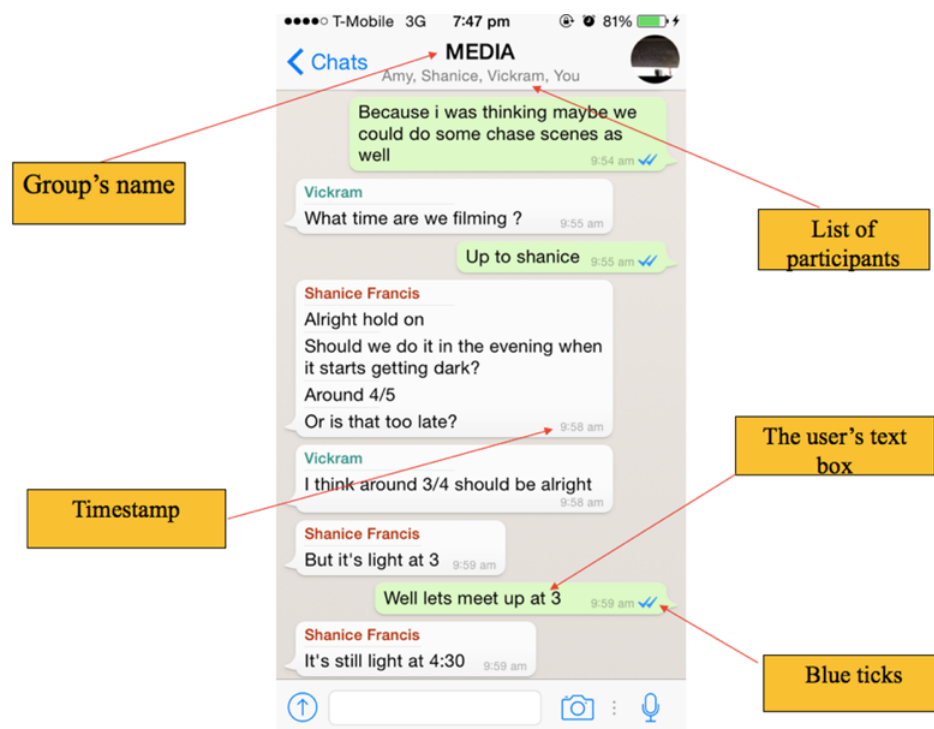 T-Mobile 3G 7:47 pm 81%
Chats
MEDIA
Amy, Shanice, Vickram, You
Because i was thinking maybe we
could do some chase scenes as
well
9:54 am
Group's name
Vickram
What time are we filming ?
9:55 am
List of
participants
Up to shanice
9:55 am
Shanice Francis
Alright hold on
Should we do it in the evening when
it starts getting dark?
Around 4/5
Or is that too late?
9:58 am
The user's text
box
Vickram
I think around 3/4 should be alright
9:58 am
Timestamp
Shanice Francis
But it's light at 3
9:59 am
Well lets meet up at 3
9:59 am
Shanice Francis
It's still light at 4:30
9:59 am
Blue ticks